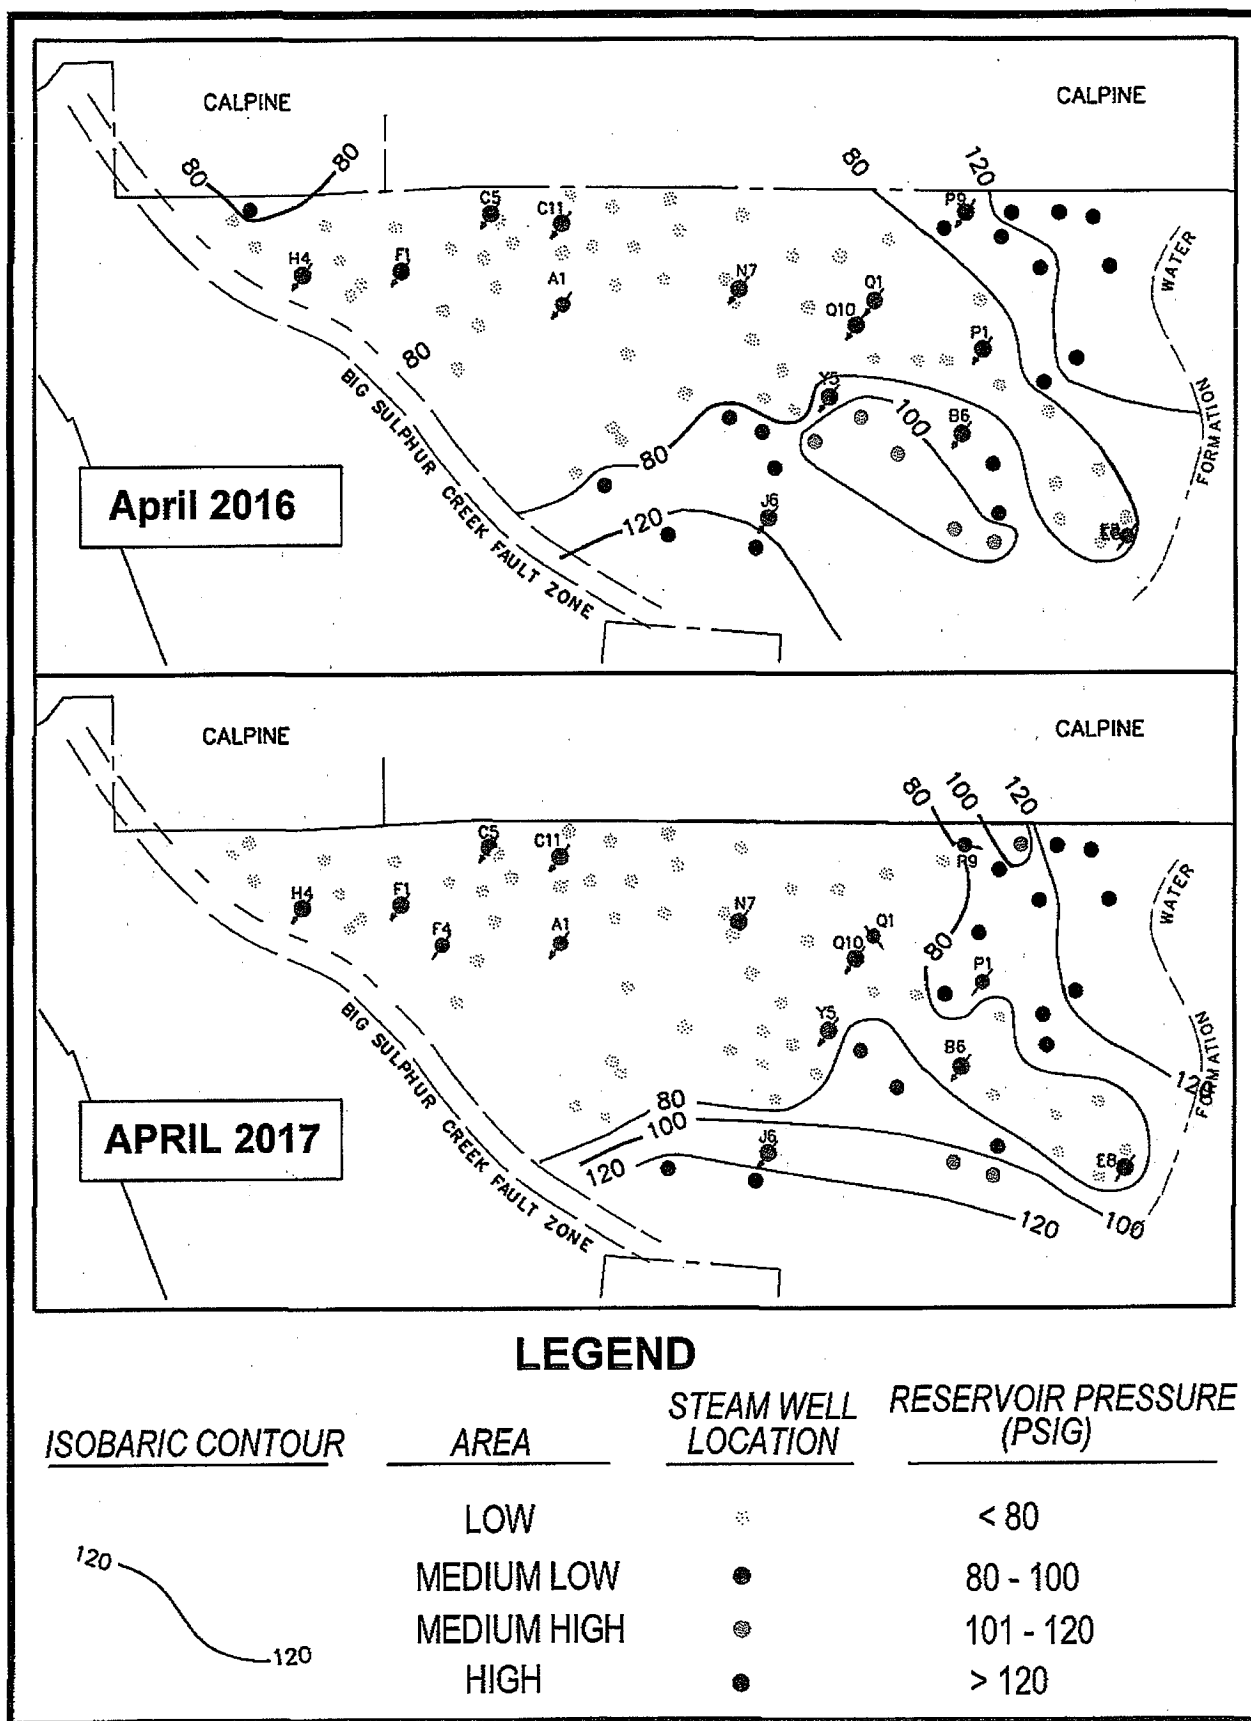 CALPINE
CALPINE
80
80
80
120
C5
C11
P9
H4
F1
A1
N7
Q1
Q10
P1
WATER
80
Y5
100
B6
BIG SULPHUR CREEK FAULT ZONE
80
FORMATION
April 2016
120
J6
E8
CALPINE
CALPINE
80
100
120
C5
C11
P9
H4
F1
F4
A1
N7
Q1
Q10
80
P1
WATER
Y5
B6
BIG SULPHUR CREEK FAULT ZONE
80
100
120
FORMATION
APRIL 2017
120
J6
E8
120
100
LEGEND
ISOBARIC CONTOUR
AREA
STEAM WELL
LOCATION
RESERVOIR PRESSURE
(PSIG)
LOW
< 80
120
MEDIUM LOW
80 - 100
MEDIUM HIGH
101 - 120
120
HIGH
> 120